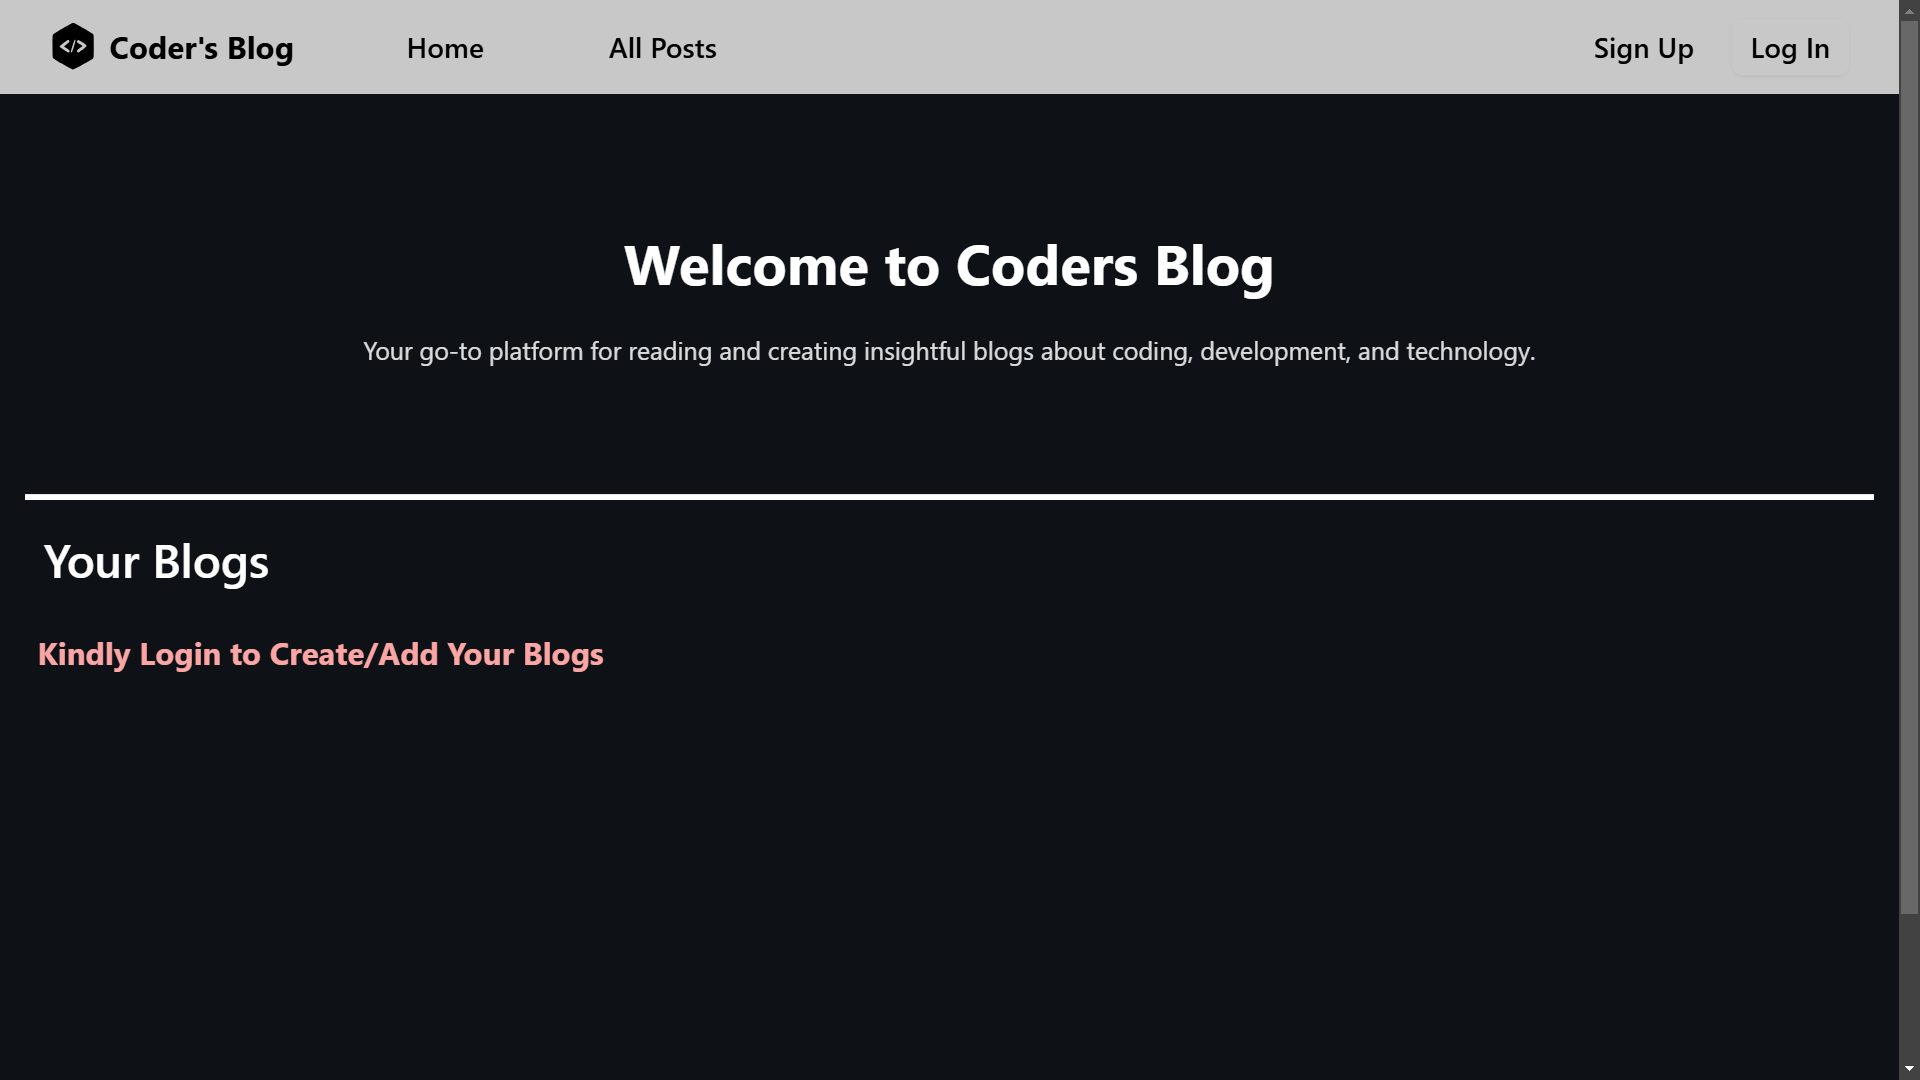 </> Coder's Blog Home All Posts Sign Up Log In
Welcome to Coders Blog
Your go-to platform for reading and creating insightful blogs about coding, development, and technology.
Your Blogs
Kindly Login to Create/Add Your Blogs